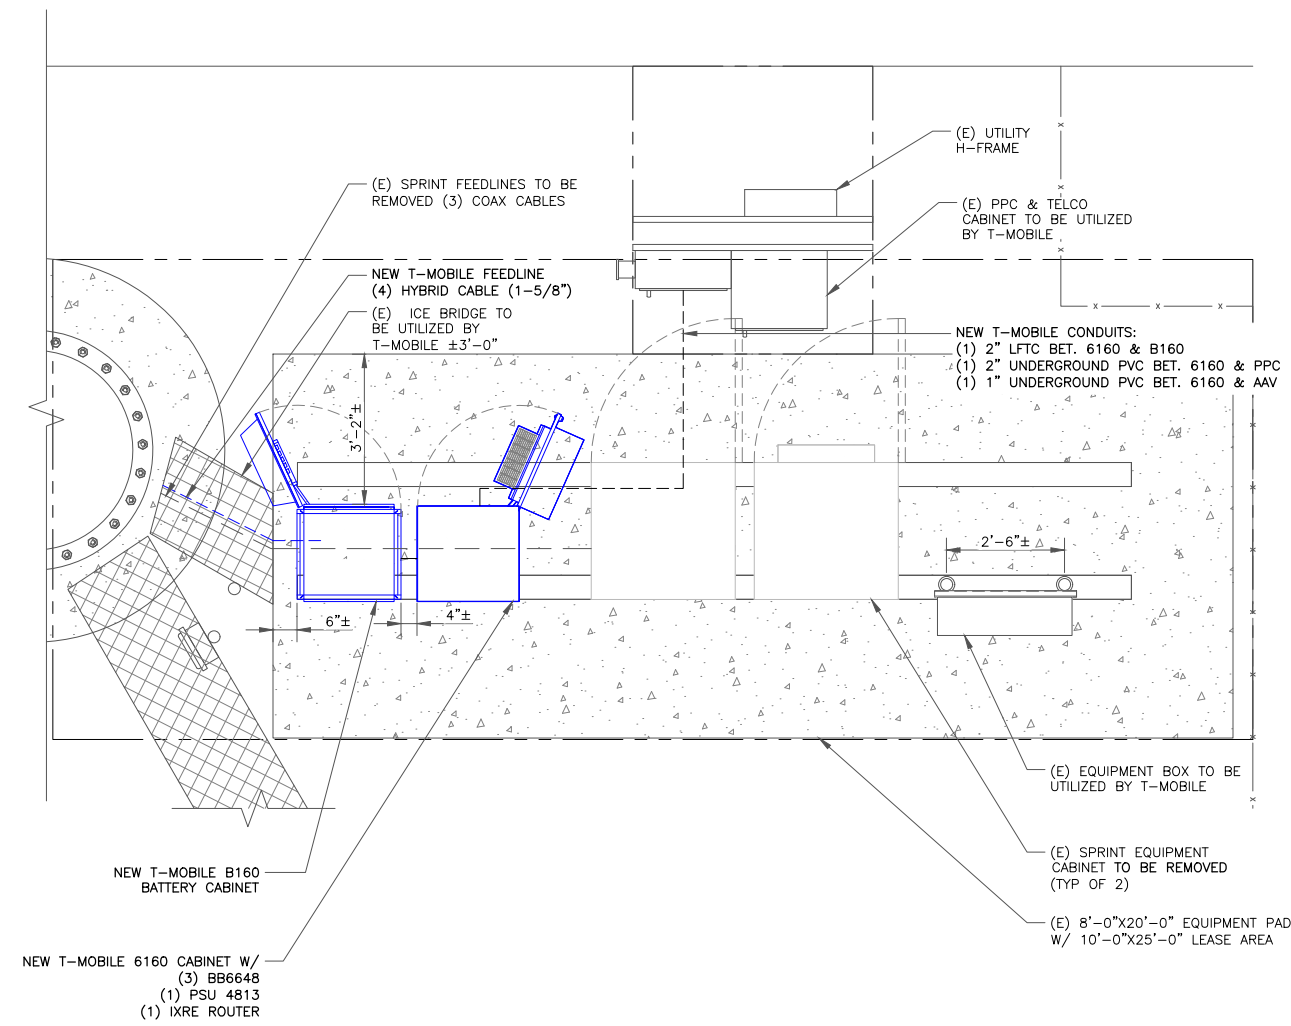 (E) UTILITY
H-FRAME
(E) SPRINT FEEDLINES TO BE
REMOVED (3) COAX CABLES
(E) PPC & TELCO
CABINET TO BE UTILIZED
BY T-MOBILE
NEW T-MOBILE FEEDLINE
(4) HYBRID CABLE (1-5/8")
(E) ICE BRIDGE TO
BE UTILIZED BY
T-MOBILE ±3'-0"
NEW T-MOBILE CONDUITS:
(1) 2" LFTC BET. 6160 & B160
(1) 2" UNDERGROUND PVC BET. 6160 & PPC
(1) 1" UNDERGROUND PVC BET. 6160 & AAV
3'-2"±
2'-6"±
6"±
4"±
(E) EQUIPMENT BOX TO BE
UTILIZED BY T-MOBILE
(E) SPRINT EQUIPMENT
CABINET TO BE REMOVED
(TYP OF 2)
NEW T-MOBILE B160
BATTERY CABINET
(E) 8'-0"X20'-0" EQUIPMENT PAD
W/ 10'-0"X25'-0" LEASE AREA
NEW T-MOBILE 6160 CABINET W/
(3) BB6648
(1) PSU 4813
(1) IXRE ROUTER